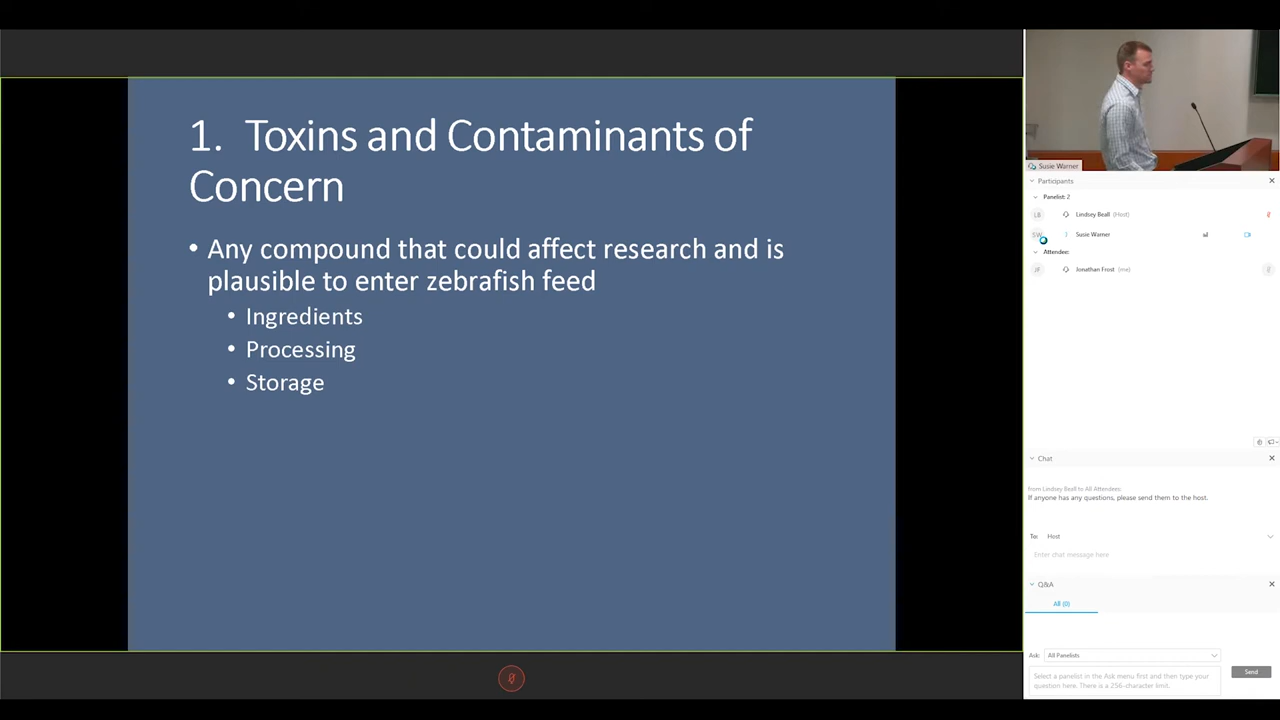 1. Toxins and Contaminants of
Concern
• Any compound that could affect research and is
plausible to enter zebrafish feed
• Ingredients
• Processing
• Storage
Susie Warner
Participants
Panelist: 2
LB Lindsey Beall (Host)
SW Susie Warner
Attendee:
JF Jonathan Frost (me)
Chat
from Lindsey Beall to All Attendees:
If anyone has any questions, please send them to the host.
To: Host
Enter chat message here
Q&A
All (0)
Ask: All Panelists
Select a panelist in the Ask menu first and then type your
question here. There is a 256-character limit.
Send